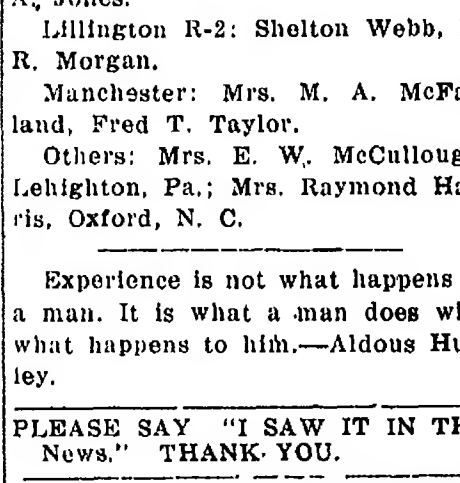 A., Jones.
Lillington R-2: Shelton Webb,
R. Morgan.
Manchester: Mrs. M. A. McFa
land, Fred T. Taylor.
Others: Mrs. E. W. McCulloug
Lehighton, Pa.; Mrs. Raymond Ha
ris, Oxford, N. C.
Experience is not what happens
a man. It is what a man does wi
what happens to him.—Aldous Hu
ley.
PLEASE SAY "I SAW IT IN TH
News." THANK YOU.